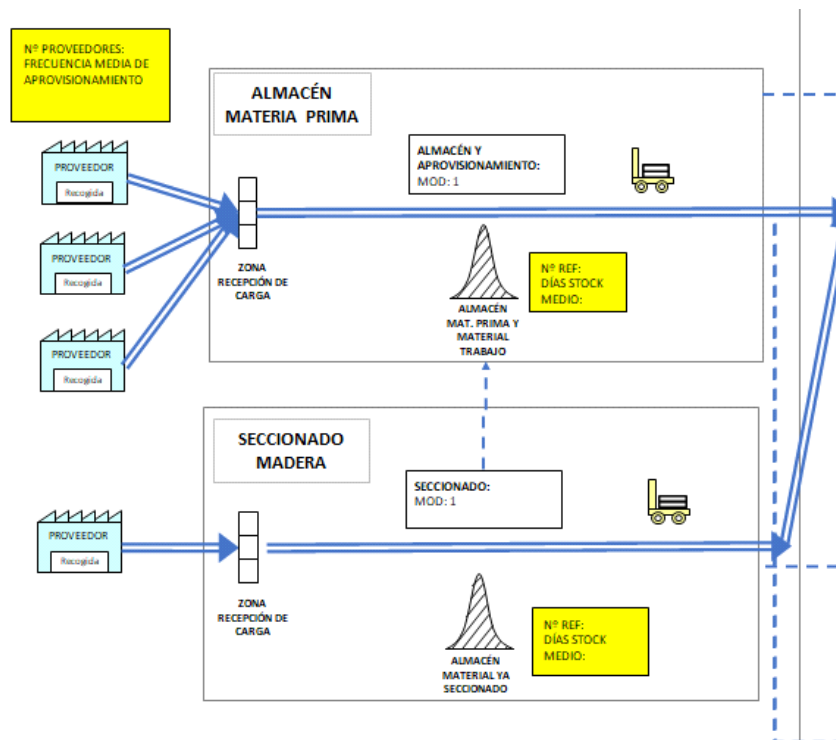 Nº PROVEEDORES:
FRECUENCIA MEDIA DE
APROVISIONAMIENTO
ALMACÉN
MATERIA PRIMA
ALMACÉN Y
APROVISIONAMIENTO:
MOD: 1
PROVEEDOR
Recogida
PROVEEDOR
Recogida
PROVEEDOR
Recogida
ZONA
RECEPCIÓN DE
CARGA
Nº REF:
DÍAS STOCK
MEDIO:
ALMACÉN
MAT. PRIMA Y
MATERIAL
TRABAJO
SECCIONADO
MADERA
SECCIONADO:
MOD: 1
PROVEEDOR
Recogida
ZONA
RECEPCIÓN DE
CARGA
Nº REF:
DÍAS STOCK
MEDIO:
ALMACÉN
MATERIAL YA
SECCIONADO